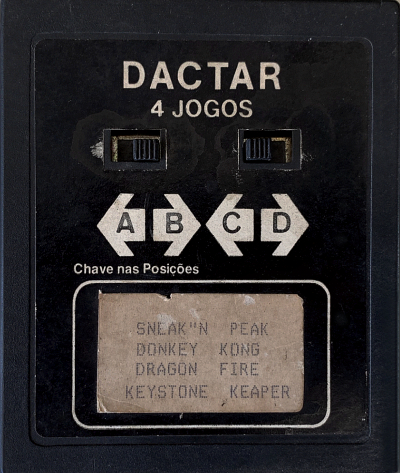 DACTAR
4 JOGOS
A B C D
Chave nas Posições
SNEAK"N PEAK
DONKEY KONG
DRAGON FIRE
KEYSTONE KEAPER